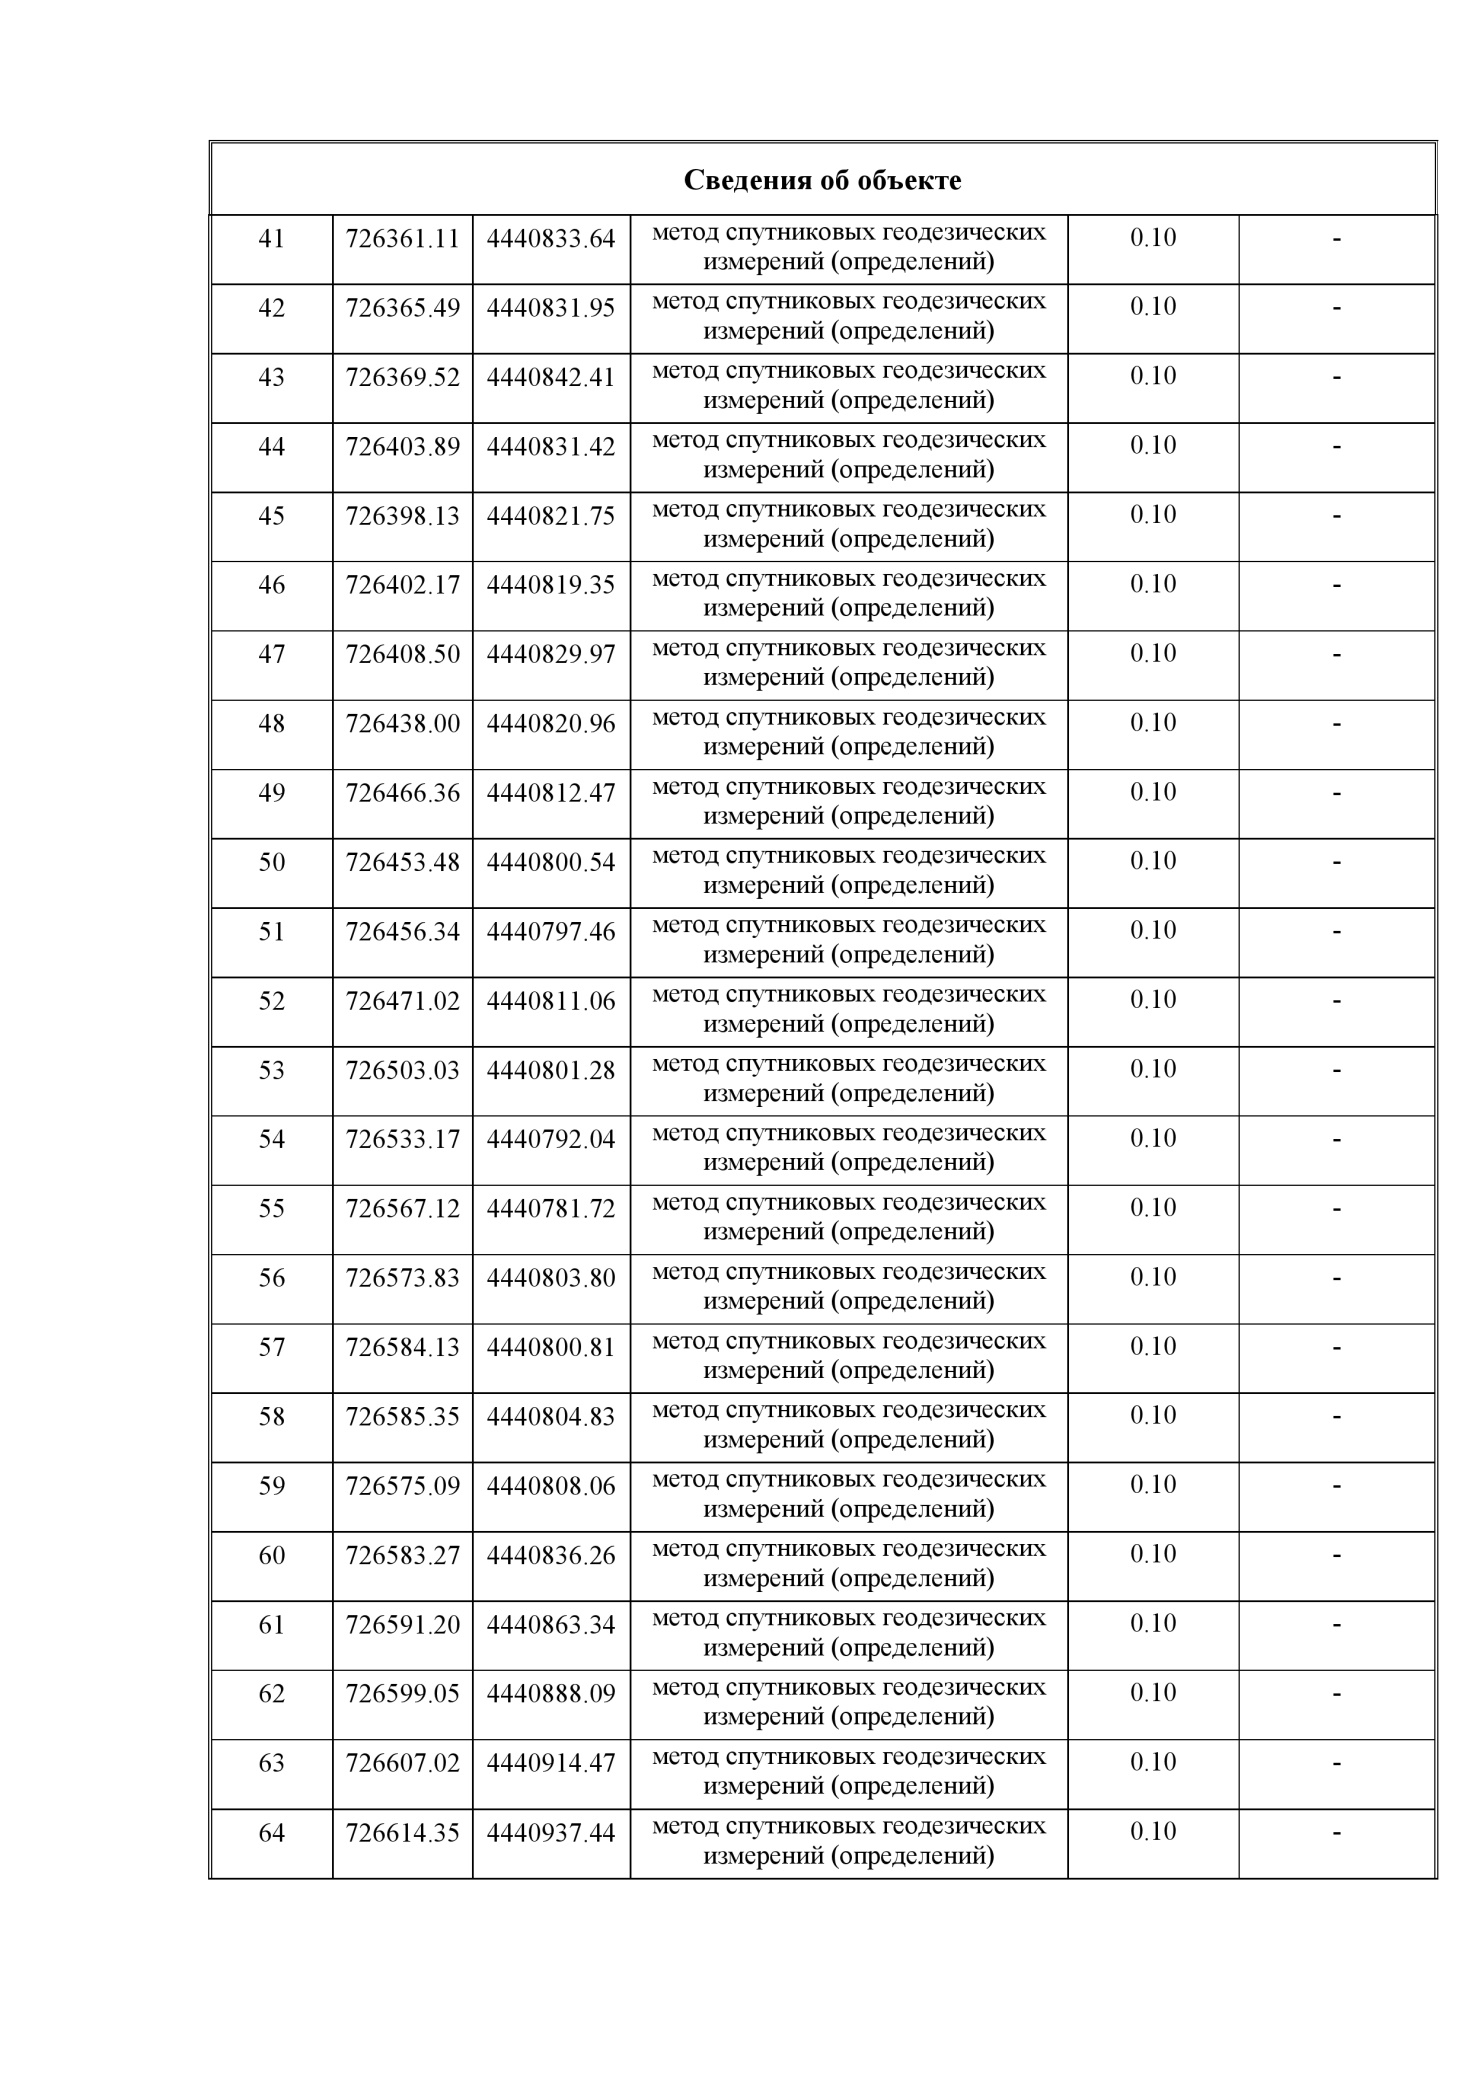 Сведения об объекте
41 726361.11 4440833.64 метод спутниковых геодезических измерений (определений) 0.10 -
42 726365.49 4440831.95 метод спутниковых геодезических измерений (определений) 0.10 -
43 726369.52 4440842.41 метод спутниковых геодезических измерений (определений) 0.10 -
44 726403.89 4440831.42 метод спутниковых геодезических измерений (определений) 0.10 -
45 726398.13 4440821.75 метод спутниковых геодезических измерений (определений) 0.10 -
46 726402.17 4440819.35 метод спутниковых геодезических измерений (определений) 0.10 -
47 726408.50 4440829.97 метод спутниковых геодезических измерений (определений) 0.10 -
48 726438.00 4440820.96 метод спутниковых геодезических измерений (определений) 0.10 -
49 726466.36 4440812.47 метод спутниковых геодезических измерений (определений) 0.10 -
50 726453.48 4440800.54 метод спутниковых геодезических измерений (определений) 0.10 -
51 726456.34 4440797.46 метод спутниковых геодезических измерений (определений) 0.10 -
52 726471.02 4440811.06 метод спутниковых геодезических измерений (определений) 0.10 -
53 726503.03 4440801.28 метод спутниковых геодезических измерений (определений) 0.10 -
54 726533.17 4440792.04 метод спутниковых геодезических измерений (определений) 0.10 -
55 726567.12 4440781.72 метод спутниковых геодезических измерений (определений) 0.10 -
56 726573.83 4440803.80 метод спутниковых геодезических измерений (определений) 0.10 -
57 726584.13 4440800.81 метод спутниковых геодезических измерений (определений) 0.10 -
58 726585.35 4440804.83 метод спутниковых геодезических измерений (определений) 0.10 -
59 726575.09 4440808.06 метод спутниковых геодезических измерений (определений) 0.10 -
60 726583.27 4440836.26 метод спутниковых геодезических измерений (определений) 0.10 -
61 726591.20 4440863.34 метод спутниковых геодезических измерений (определений) 0.10 -
62 726599.05 4440888.09 метод спутниковых геодезических измерений (определений) 0.10 -
63 726607.02 4440914.47 метод спутниковых геодезических измерений (определений) 0.10 -
64 726614.35 4440937.44 метод спутниковых геодезических измерений (определений) 0.10 -